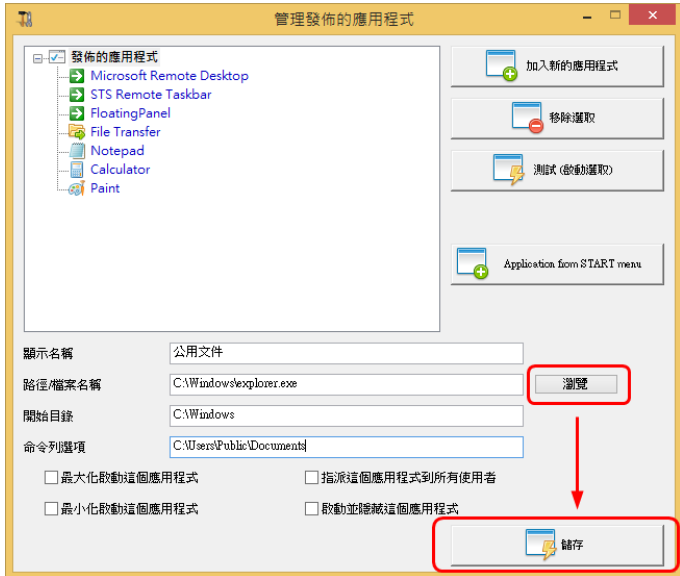 管理發佈的應用程式
發佈的應用程式
Microsoft Remote Desktop
STS Remote Taskbar
FloatingPanel
File Transfer
Notepad
Calculator
Paint
加入新的應用程式
移除選取
測試 (啟動選取)
Application from START menu
顯示名稱 公用文件
路徑/檔案名稱 C:\Windows\explorer.exe 瀏覽
開始目錄 C:\Windows
命令列選項 C:\Users\Public\Documents
最大化啟動這個應用程式 指派這個應用程式到所有使用者
最小化啟動這個應用程式 啟動並隱藏這個應用程式
儲存